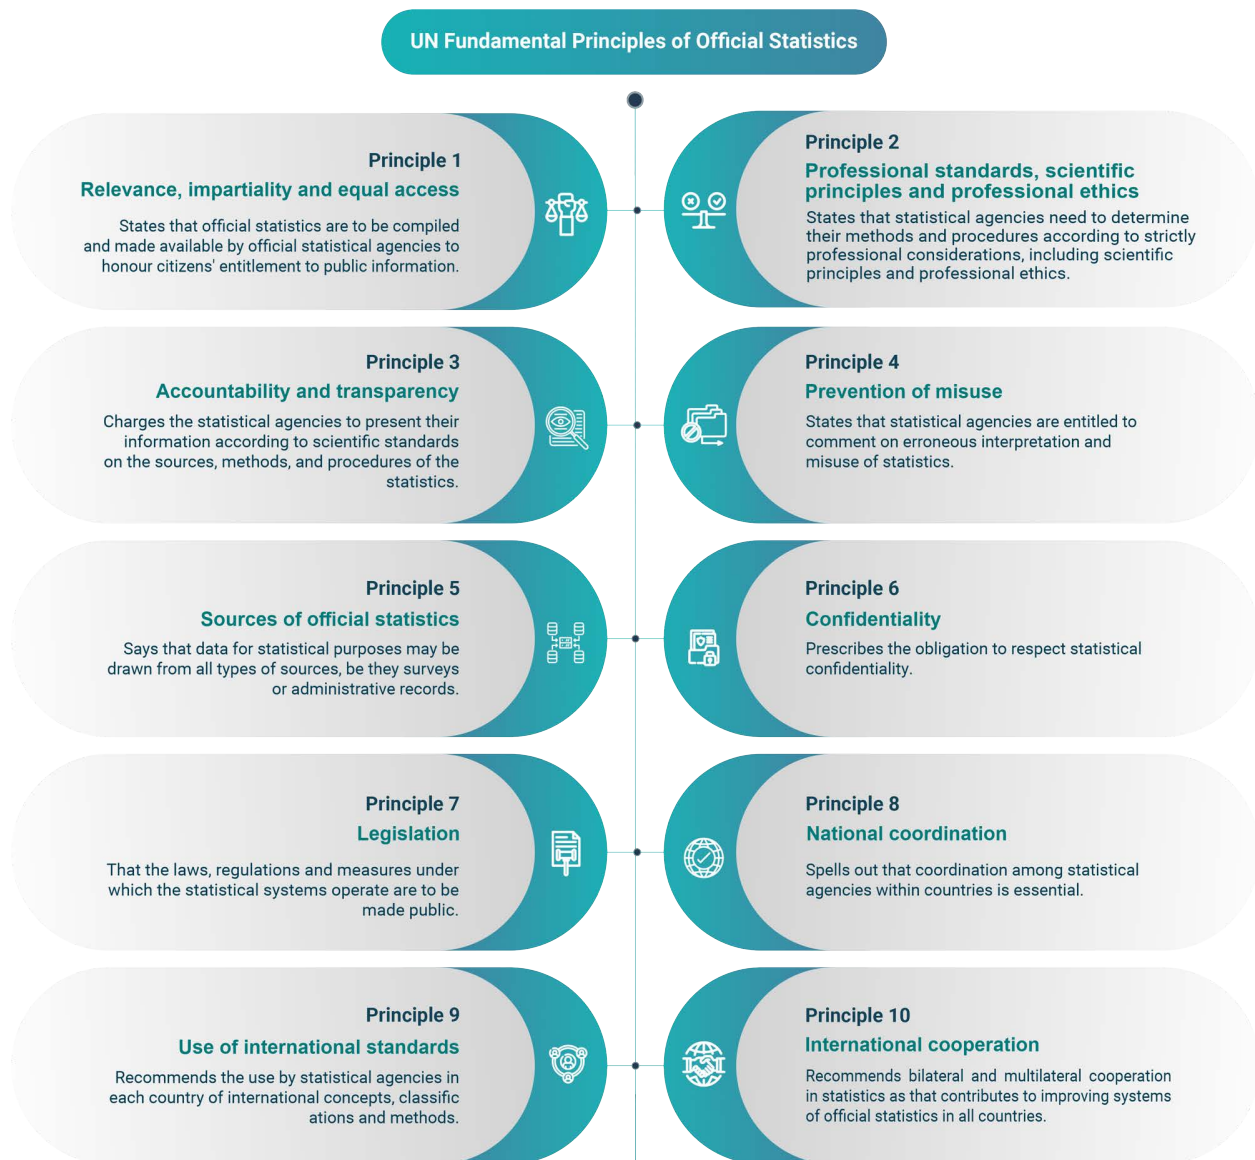 UN Fundamental Principles of Official Statistics
Principle 1
Relevance, impartiality and equal access
States that official statistics are to be compiled
and made available by official statistical agencies to
honour citizens' entitlement to public information.
Principle 2
Professional standards, scientific
principles and professional ethics
States that statistical agencies need to determine
their methods and procedures according to strictly
professional considerations, including scientific
principles and professional ethics.
Principle 3
Accountability and transparency
Charges the statistical agencies to present their
information according to scientific standards
on the sources, methods, and procedures of the
statistics.
Principle 4
Prevention of misuse
States that statistical agencies are entitled to
comment on erroneous interpretation and
misuse of statistics.
Principle 5
Sources of official statistics
Says that data for statistical purposes may be
drawn from all types of sources, be they surveys
or administrative records.
Principle 6
Confidentiality
Prescribes the obligation to respect statistical
confidentiality.
Principle 7
Legislation
That the laws, regulations and measures under
which the statistical systems operate are to be
made public.
Principle 8
National coordination
Spells out that coordination among statistical
agencies within countries is essential.
Principle 9
Use of international standards
Recommends the use by statistical agencies in
each country of international concepts, classific
ations and methods.
Principle 10
International cooperation
Recommends bilateral and multilateral cooperation
in statistics as that contributes to improving systems
of official statistics in all countries.